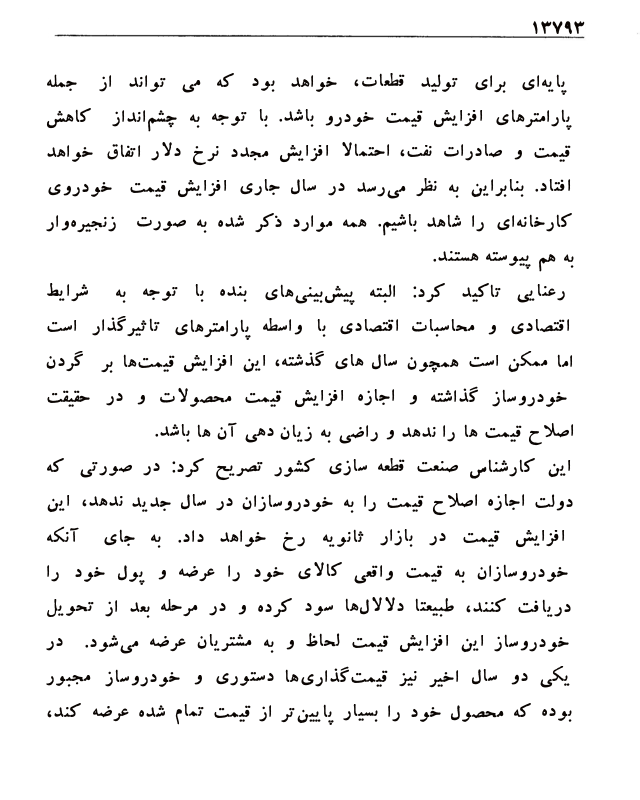 ۱۳۷۹۳
پایه‌ای برای تولید قطعات، خواهد بود که می تواند از جمله
پارامترهای افزایش قیمت خودرو باشد. با توجه به چشم‌انداز کاهش
قیمت و صادرات نفت، احتمالا افزایش مجدد نرخ دلار اتفاق خواهد
افتاد. بنابراین به نظر می‌رسد در سال جاری افزایش قیمت خودروی
کارخانه‌ای را شاهد باشیم. همه موارد ذکر شده به صورت زنجیره‌وار
به هم پیوسته هستند.
رعنایی تاکید کرد: البته پیش‌بینی‌های بنده با توجه به شرایط
اقتصادی و محاسبات اقتصادی با واسطه پارامترهای تاثیرگذار است
اما ممکن است همچون سال های گذشته، این افزایش قیمت‌ها بر گردن
خودروساز گذاشته و اجازه افزایش قیمت محصولات و در حقیقت
اصلاح قیمت ها را ندهد و راضی به زیان دهی آن ها باشد.
این کارشناس صنعت قطعه سازی کشور تصریح کرد: در صورتی که
دولت اجازه اصلاح قیمت را به خودروسازان در سال جدید ندهد، این
افزایش قیمت در بازار ثانویه رخ خواهد داد. به جای آنکه
خودروسازان به قیمت واقعی کالای خود را عرضه و پول خود را
دریافت کنند، طبیعتا دلال‌ها سود کرده و در مرحله بعد از تحویل
خودروساز این افزایش قیمت لحاظ و به مشتریان عرضه می‌شود. در
یکی دو سال اخیر نیز قیمت‌گذاری‌ها دستوری و خودروساز مجبور
بوده که محصول خود را بسیار پایین‌تر از قیمت تمام شده عرضه کند،